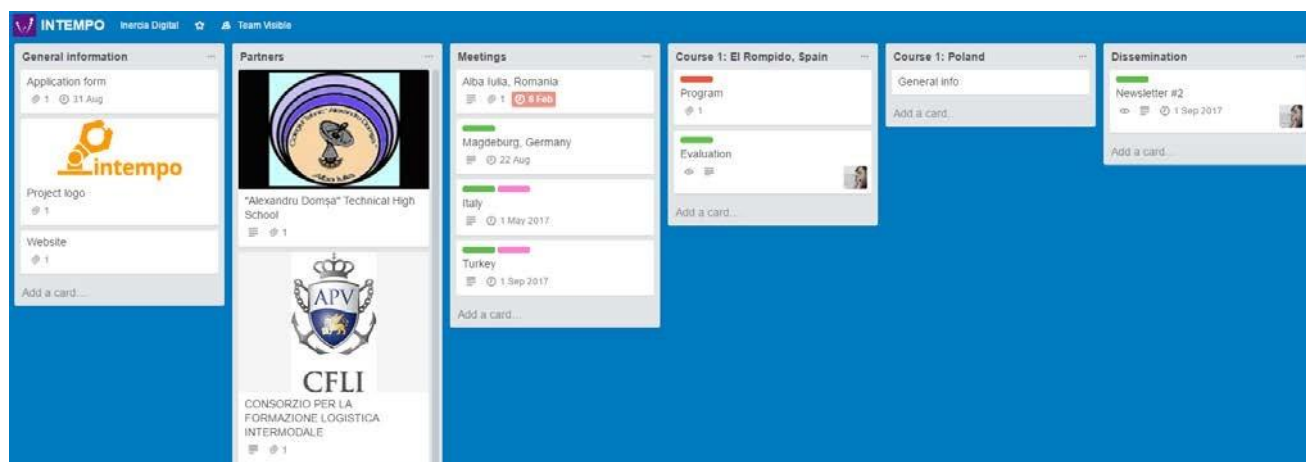 INTEMPO Inercia Digital Team Visible
General information
Application form
1 31 Aug
intempo
Project logo
1
Website
1
Add a card...
Partners
Alba Iulia
"Alexandru Domșa" Technical High
School
1
APV
CFLI
CONSORZIO PER LA
FORMAZIONE LOGISTICA
INTERMODALE
1
Meetings
Alba Iulia, Romania
1 8 Feb
Magdeburg, Germany
22 Aug
Italy
1 May 2017
Turkey
1 Sep 2017
Add a card...
Course 1: El Rompido, Spain
Program
1
Evaluation
Add a card...
Course 1: Poland
General info
Add a card...
Dissemination
Newsletter #2
1 Sep 2017
Add a card...